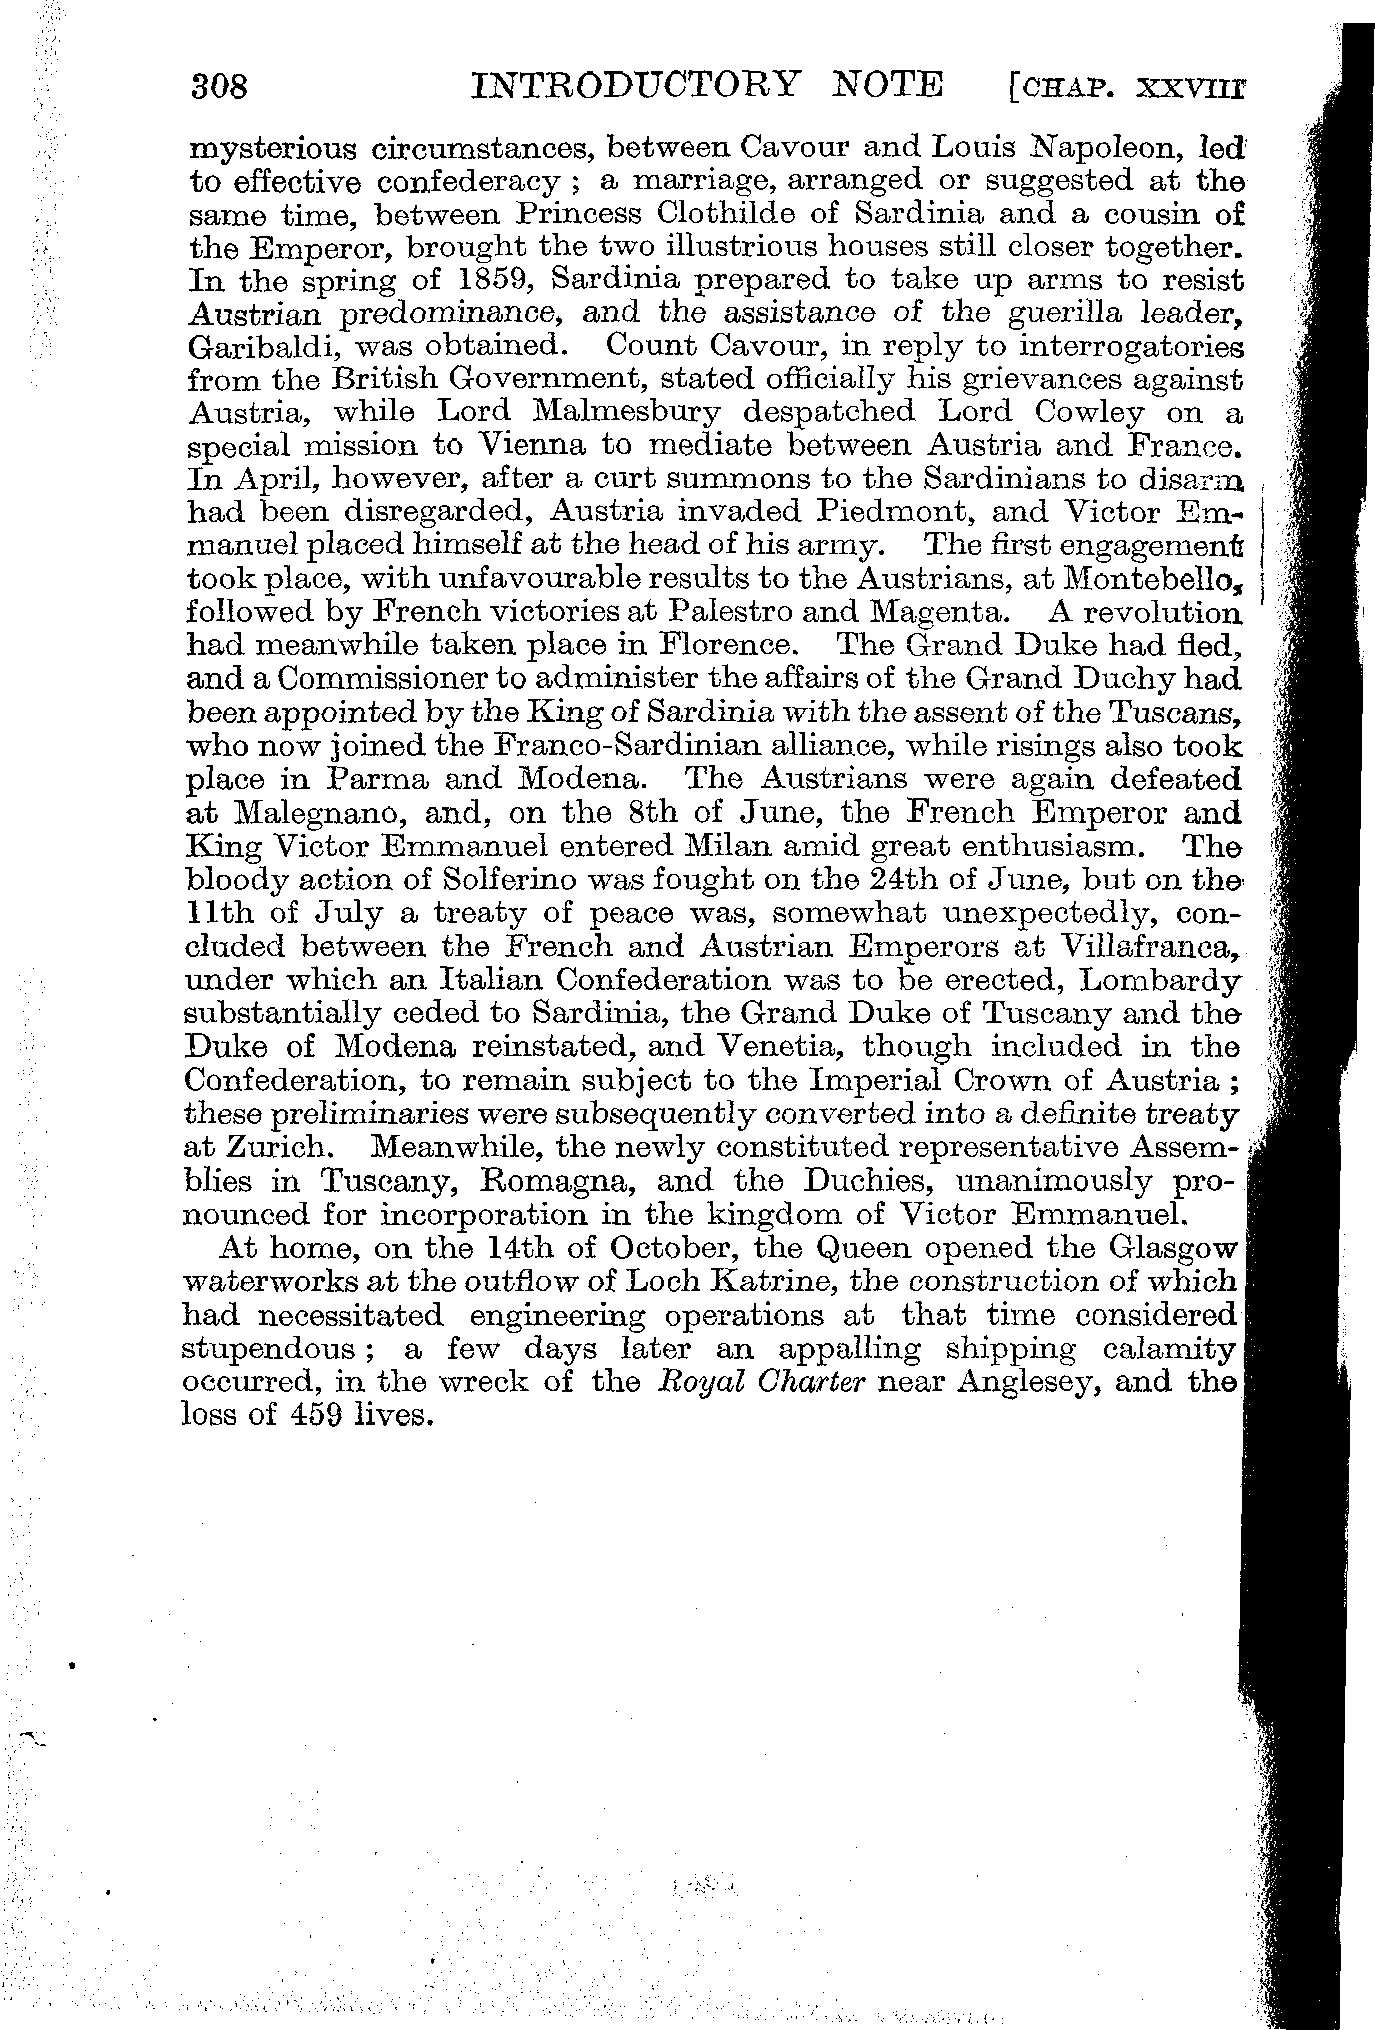 308 INTRODUCTORY NOTE [CHAP. XXVIII
mysterious circumstances, between Cavour and Louis Napoleon, led
to effective confederacy ; a marriage, arranged or suggested at the
same time, between Princess Clothilde of Sardinia and a cousin of
the Emperor, brought the two illustrious houses still closer together.
In the spring of 1859, Sardinia prepared to take up arms to resist
Austrian predominance, and the assistance of the guerilla leader,
Garibaldi, was obtained. Count Cavour, in reply to interrogatories
from the British Government, stated officially his grievances against
Austria, while Lord Malmesbury despatched Lord Cowley on a
special mission to Vienna to mediate between Austria and France.
In April, however, after a curt summons to the Sardinians to disarm
had been disregarded, Austria invaded Piedmont, and Victor Em-
manuel placed himself at the head of his army. The first engagement
took place, with unfavourable results to the Austrians, at Montebello,
followed by French victories at Palestro and Magenta. A revolution
had meanwhile taken place in Florence. The Grand Duke had fled,
and a Commissioner to administer the affairs of the Grand Duchy had
been appointed by the King of Sardinia with the assent of the Tuscans,
who now joined the Franco-Sardinian alliance, while risings also took
place in Parma and Modena. The Austrians were again defeated
at Malegnano, and, on the 8th of June, the French Emperor and
King Victor Emmanuel entered Milan amid great enthusiasm. The
bloody action of Solferino was fought on the 24th of June, but on the
11th of July a treaty of peace was, somewhat unexpectedly, con-
cluded between the French and Austrian Emperors at Villafranca,
under which an Italian Confederation was to be erected, Lombardy
substantially ceded to Sardinia, the Grand Duke of Tuscany and the
Duke of Modena reinstated, and Venetia, though included in the
Confederation, to remain subject to the Imperial Crown of Austria ;
these preliminaries were subsequently converted into a definite treaty
at Zurich. Meanwhile, the newly constituted representative Assem-
blies in Tuscany, Romagna, and the Duchies, unanimously pro-
nounced for incorporation in the kingdom of Victor Emmanuel.
At home, on the 14th of October, the Queen opened the Glasgow
waterworks at the outflow of Loch Katrine, the construction of which
had necessitated engineering operations at that time considered
stupendous ; a few days later an appalling shipping calamity
occurred, in the wreck of the Royal Charter near Anglesey, and the
loss of 459 lives.